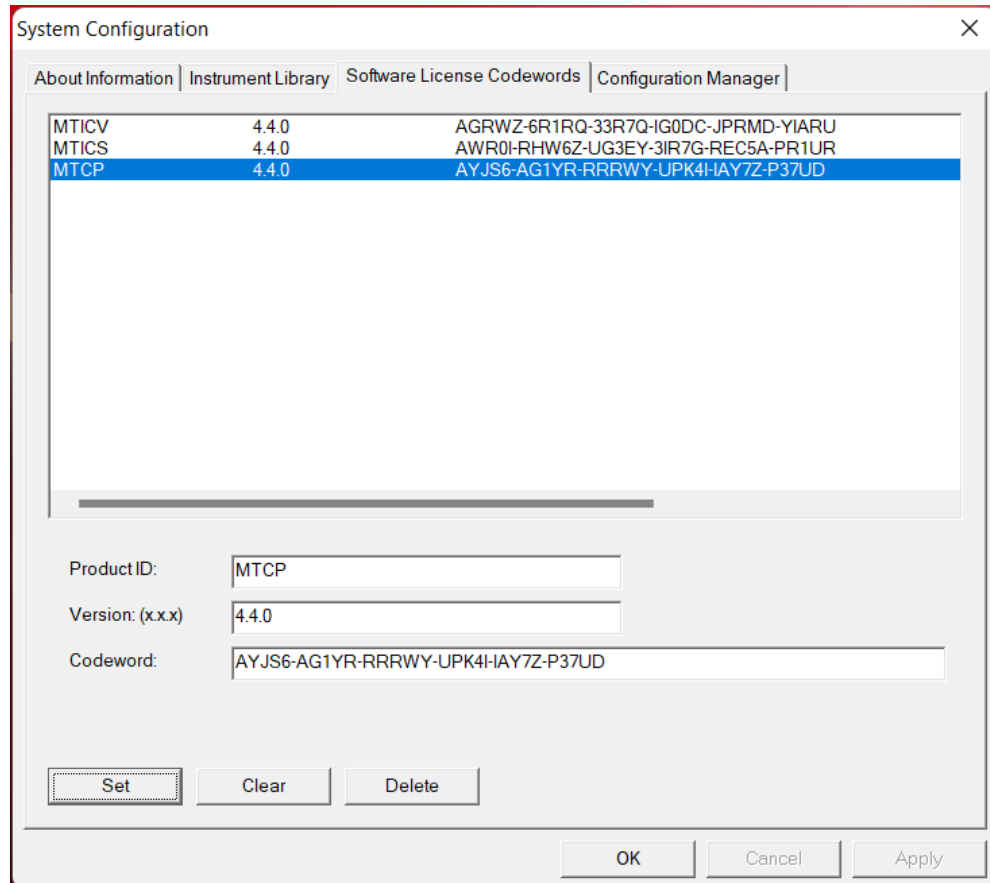 System Configuration
About Information Instrument Library Software License Codewords Configuration Manager
MTICV 4.4.0 AGRWZ-6R1RQ-33R7Q-IG0DC-JPRMD-YIARU
MTICS 4.4.0 AWR0I-RHW6Z-UG3EY-3IR7G-REC5A-PR1UR
MTCP 4.4.0 AYJS6-AG1YR-RRRWY-UPK4I-IAY7Z-P37UD
Product ID: MTCP
Version: (x.x.x) 4.4.0
Codeword: AYJS6-AG1YR-RRRWY-UPK4I-IAY7Z-P37UD
Set Clear Delete
OK Cancel Apply